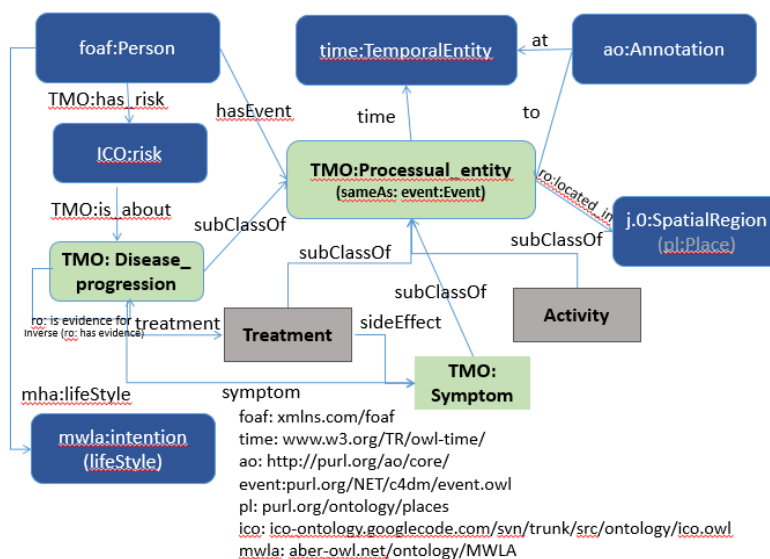 foaf:Person
time:TemporalEntity
at
ao:Annotation
TMO:has_risk
hasEvent
time
to
ICO:risk
TMO:Processual_entity
(sameAs: event:Event)
ro:located_in
TMO:is_about
subClassOf
j.0:SpatialRegion
(pl:Place)
TMO: Disease_
progression
subClassOf
subClassOf
subClassOf
ro: is evidence for
Inverse (ro: has evidence)
treatment
Treatment
sideEffect
Activity
TMO:
Symptom
mha:lifeStyle
symptom
mwla:intention
(lifeStyle)
foaf: xmlns.com/foaf
time: www.w3.org/TR/owl-time/
ao: http://purl.org/ao/core/
event:purl.org/NET/c4dm/event.owl
pl: purl.org/ontology/places
ico: ico-ontology.googlecode.com/svn/trunk/src/ontology/ico.owl
mwla: aber-owl.net/ontology/MWLA